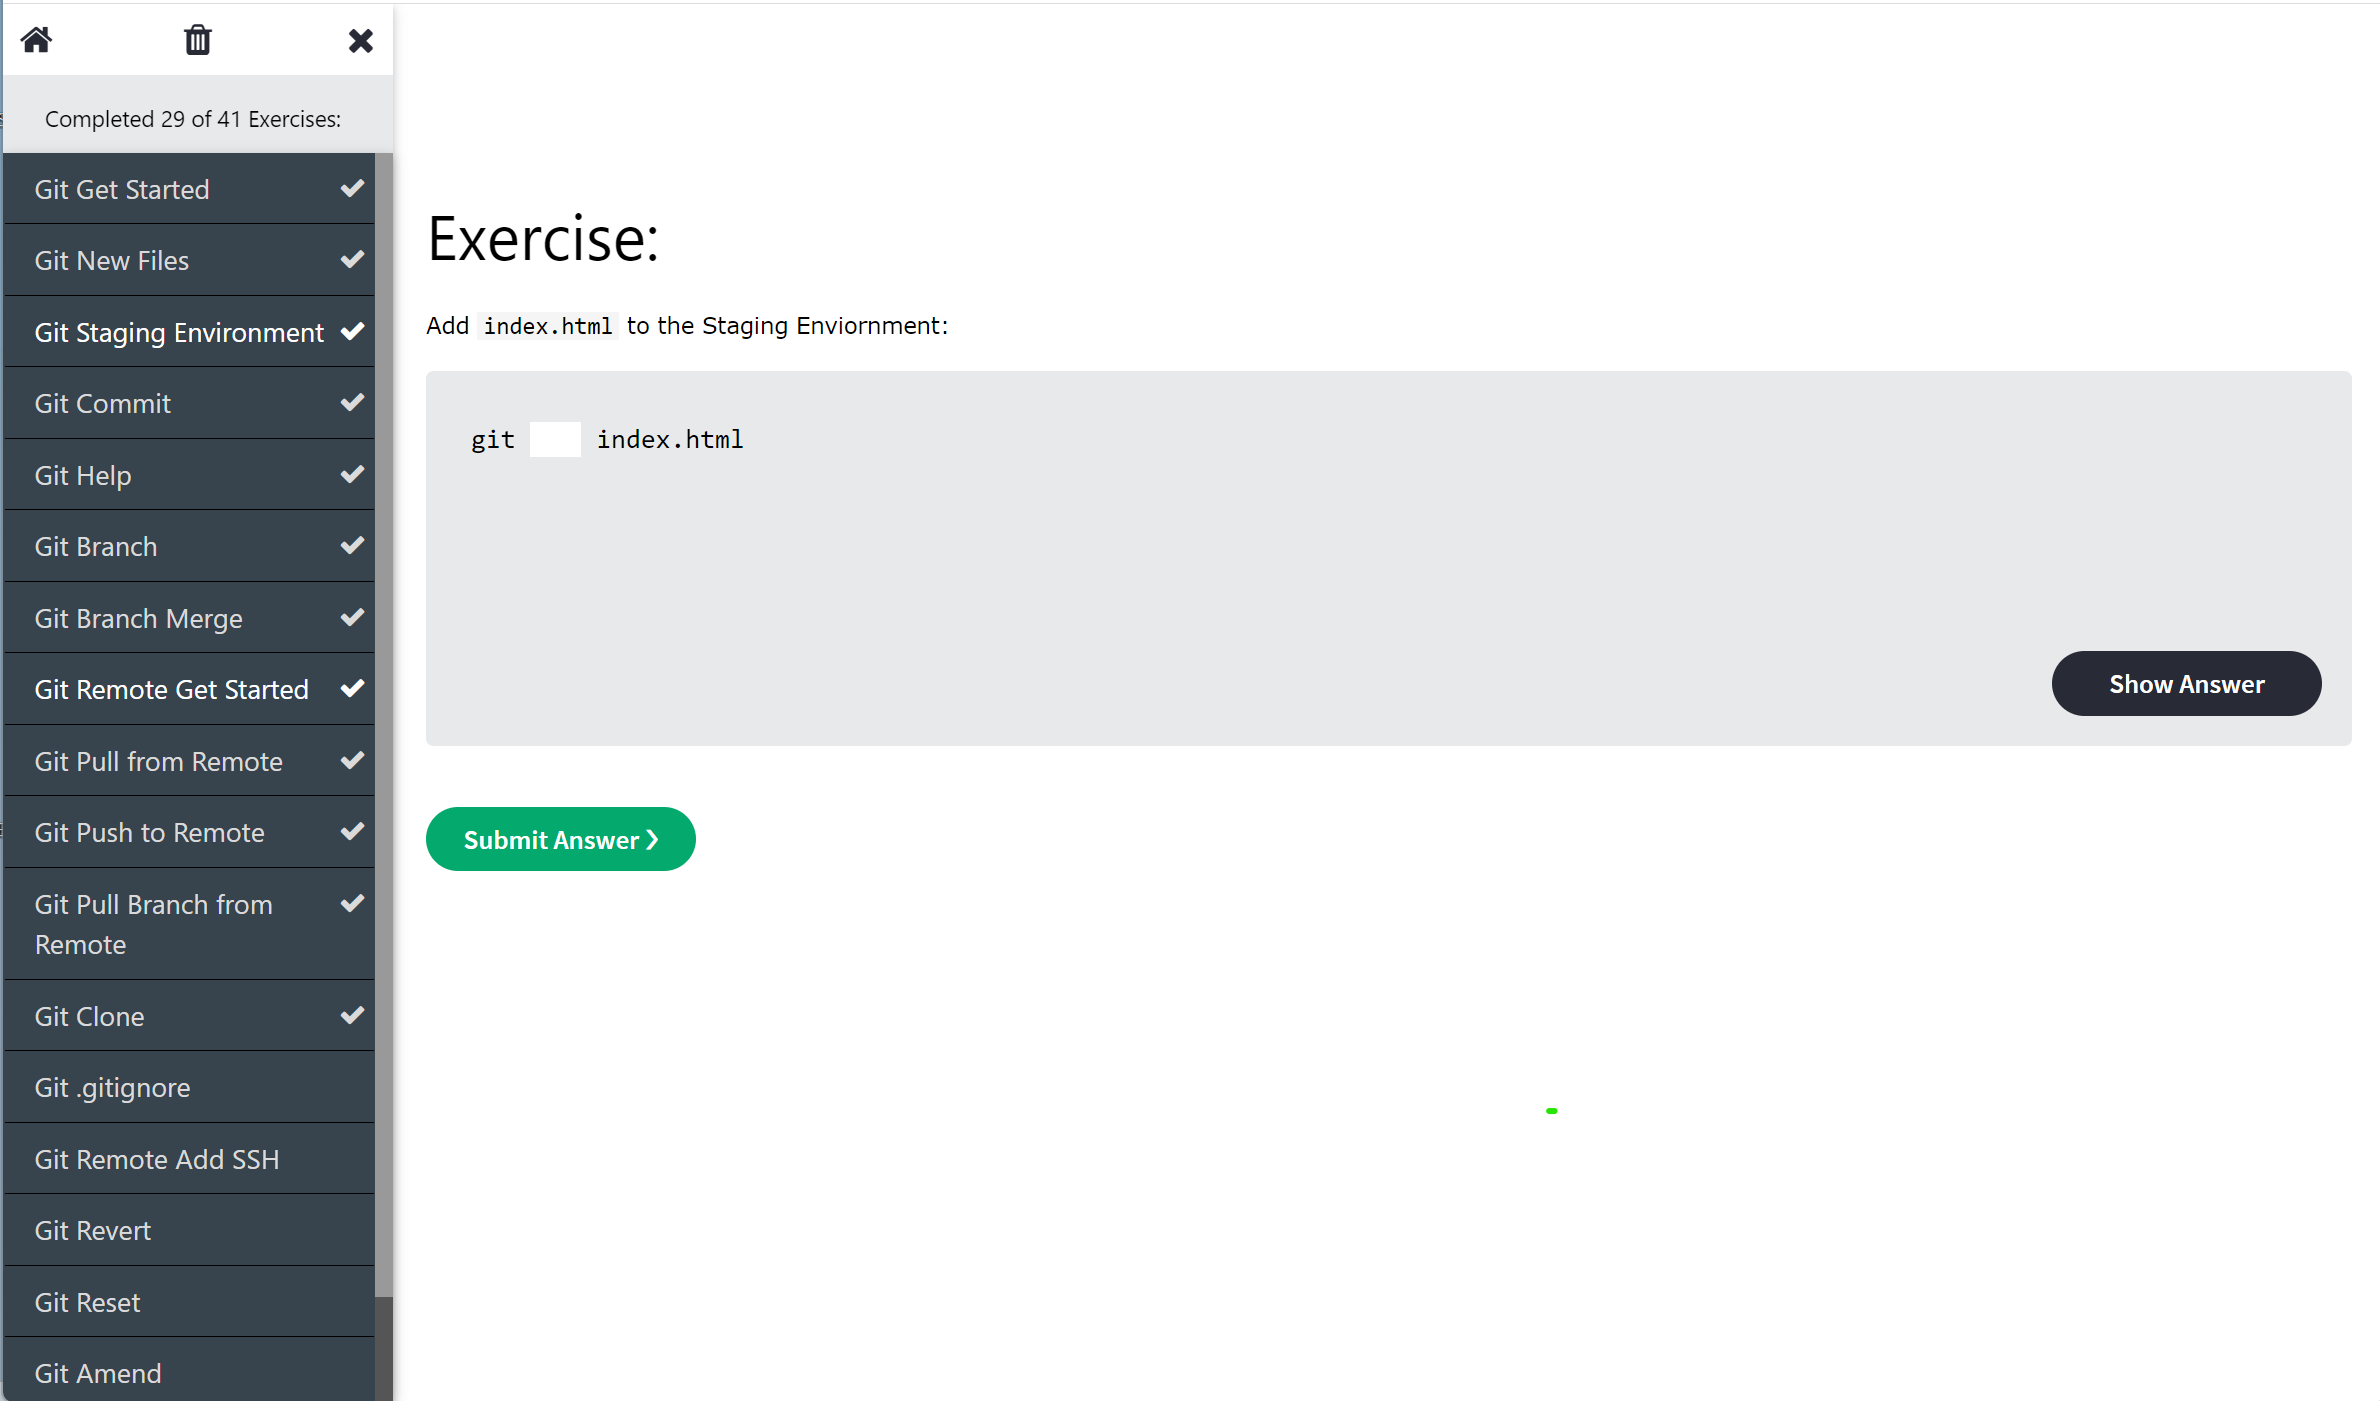 Completed 29 of 41 Exercises:
Git Get Started
Git New Files
Git Staging Environment
Git Commit
Git Help
Git Branch
Git Branch Merge
Git Remote Get Started
Git Pull from Remote
Git Push to Remote
Git Pull Branch from
Remote
Git Clone
Git .gitignore
Git Remote Add SSH
Git Revert
Git Reset
Git Amend
Exercise:
Add index.html to the Staging Enviornment:
git index.html
Show Answer
Submit Answer ❯